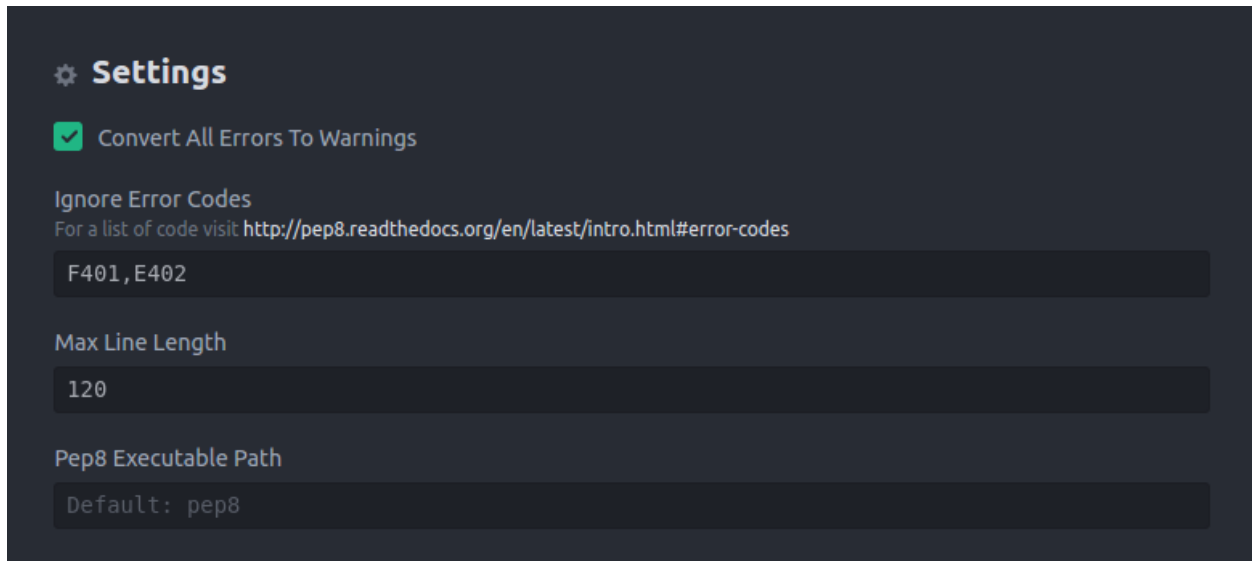 Settings
Convert All Errors To Warnings
Ignore Error Codes
For a list of code visit http://pep8.readthedocs.org/en/latest/intro.html#error-codes
F401,E402
Max Line Length
120
Pep8 Executable Path
Default: pep8